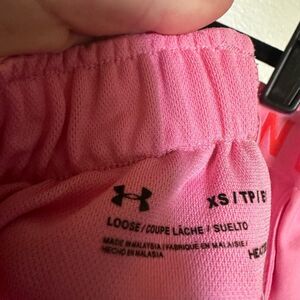 XS | TP |
LOOSE / COUPE LÂCHE / SUELTO
MADE IN MALAYSIA / FABRIQUÉ EN MALAISIE /
HECHO EN MALASIA